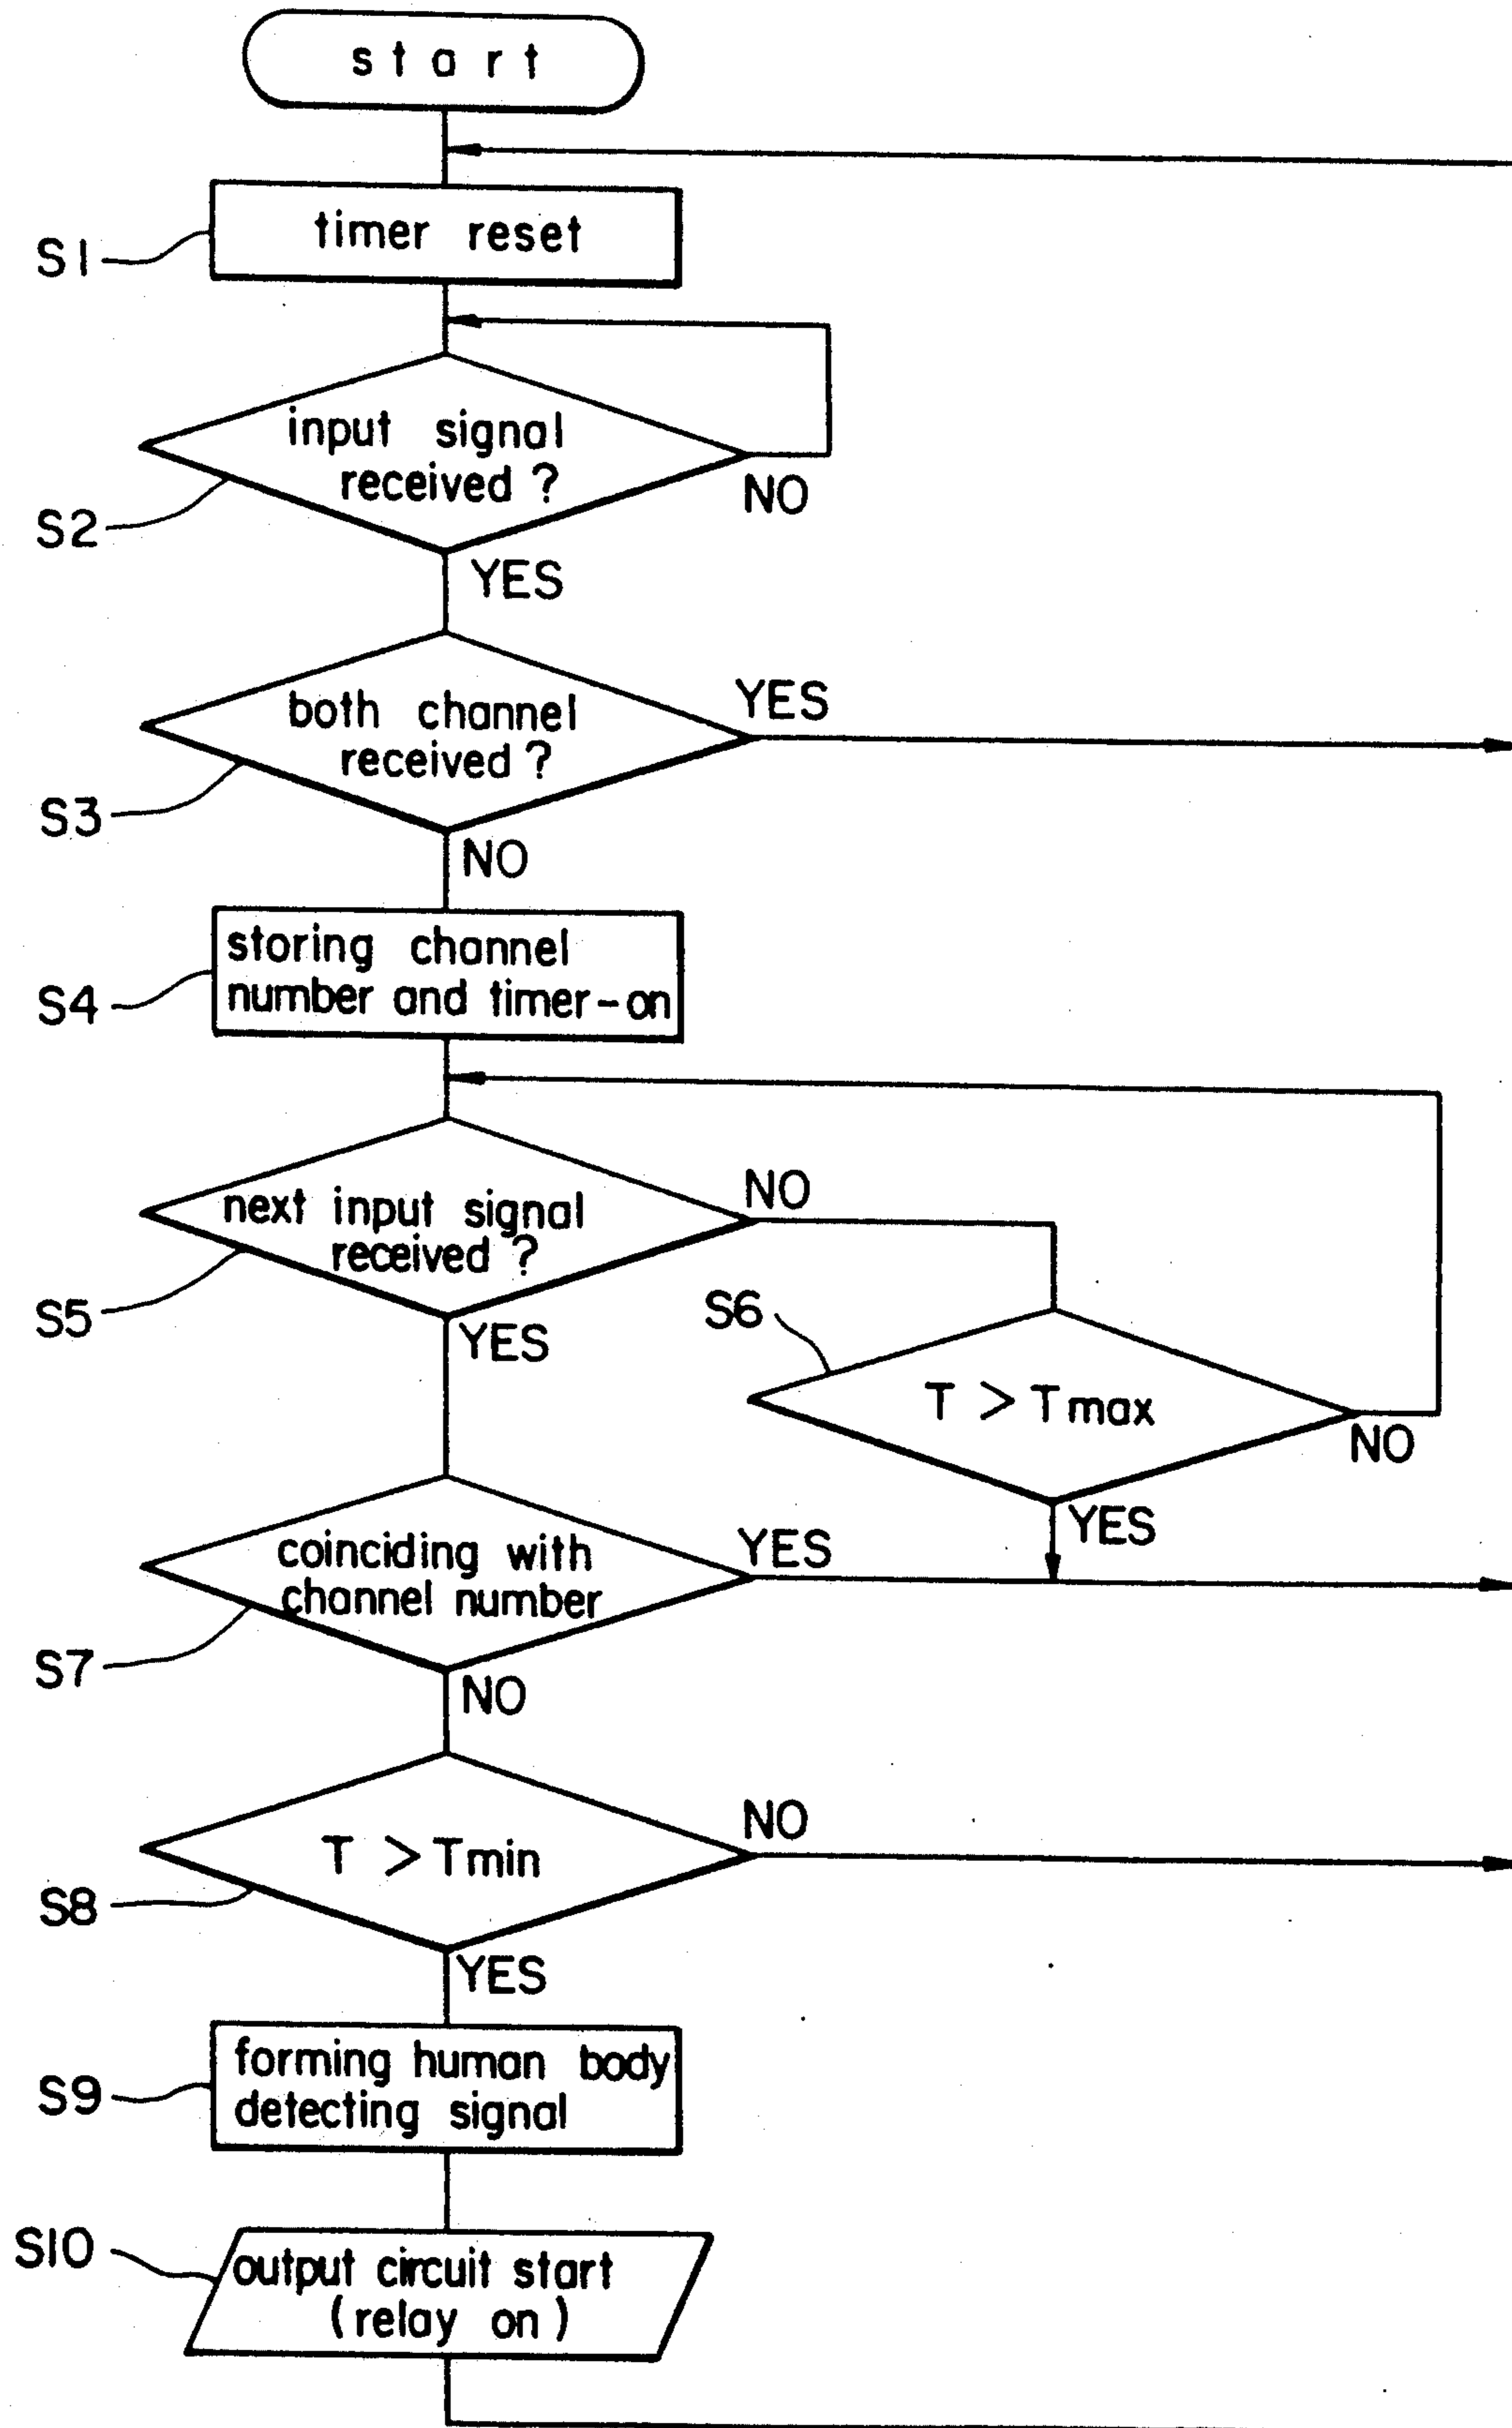 start
S1
timer reset
input signal
received ?
NO
S2
YES
both channel
received ?
YES
S3
NO
storing channel
number and timer-on
S4
next input signal
received ?
NO
S5
YES
S6
T > Tmax
NO
YES
coinciding with
channel number
YES
S7
NO
T > Tmin
NO
S8
YES
forming human body
detecting signal
S9
S10
output circuit start
(relay on)